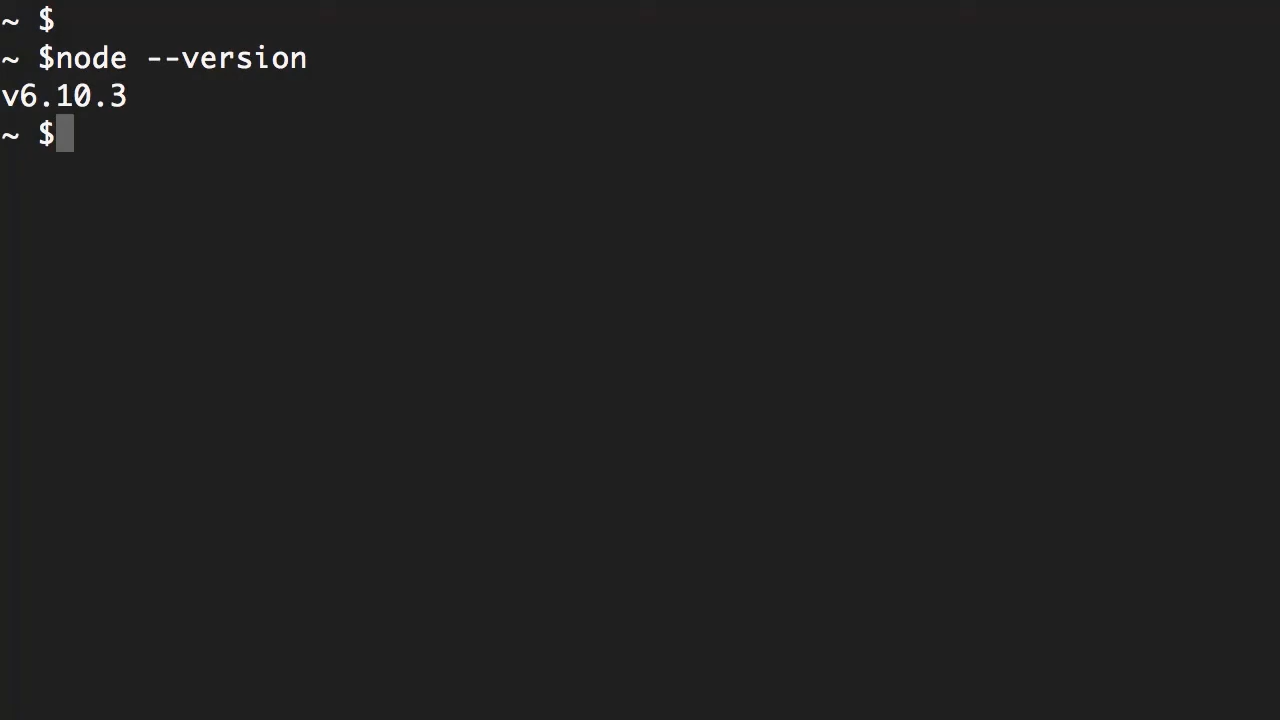 ~ $
~ $node --version
v6.10.3
~ $